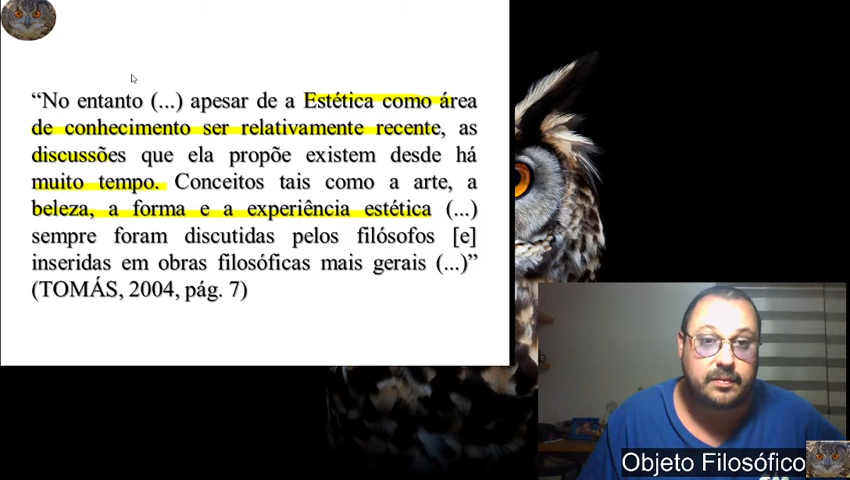 “No entanto (...) apesar de a Estética como área
de conhecimento ser relativamente recente, as
discussões que ela propõe existem desde há
muito tempo. Conceitos tais como a arte, a
beleza, a forma e a experiência estética (...)
sempre foram discutidas pelos filósofos [e]
inseridas em obras filosóficas mais gerais (...)”
(TOMÁS, 2004, pág. 7)
Objeto Filosófico